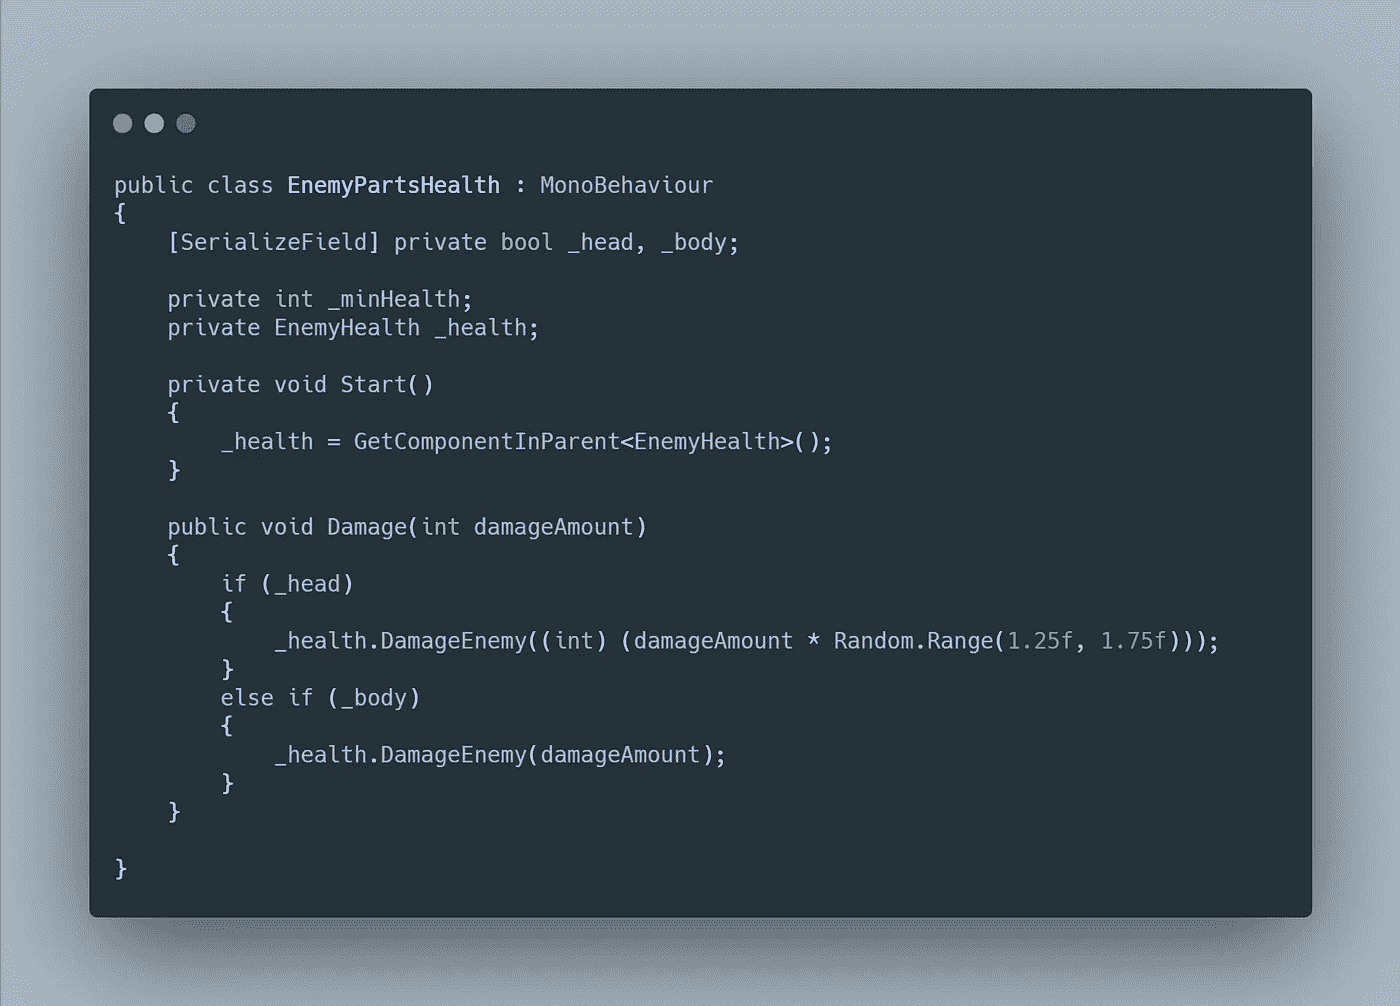 public class EnemyPartsHealth : MonoBehaviour
{
    [SerializeField] private bool _head, _body;

    private int _minHealth;
    private EnemyHealth _health;

    private void Start()
    {
        _health = GetComponentInParent<EnemyHealth>();
    }

    public void Damage(int damageAmount)
    {
        if (_head)
        {
            _health.DamageEnemy((int) (damageAmount * Random.Range(1.25f, 1.75f)));
        }
        else if (_body)
        {
            _health.DamageEnemy(damageAmount);
        }
    }

}